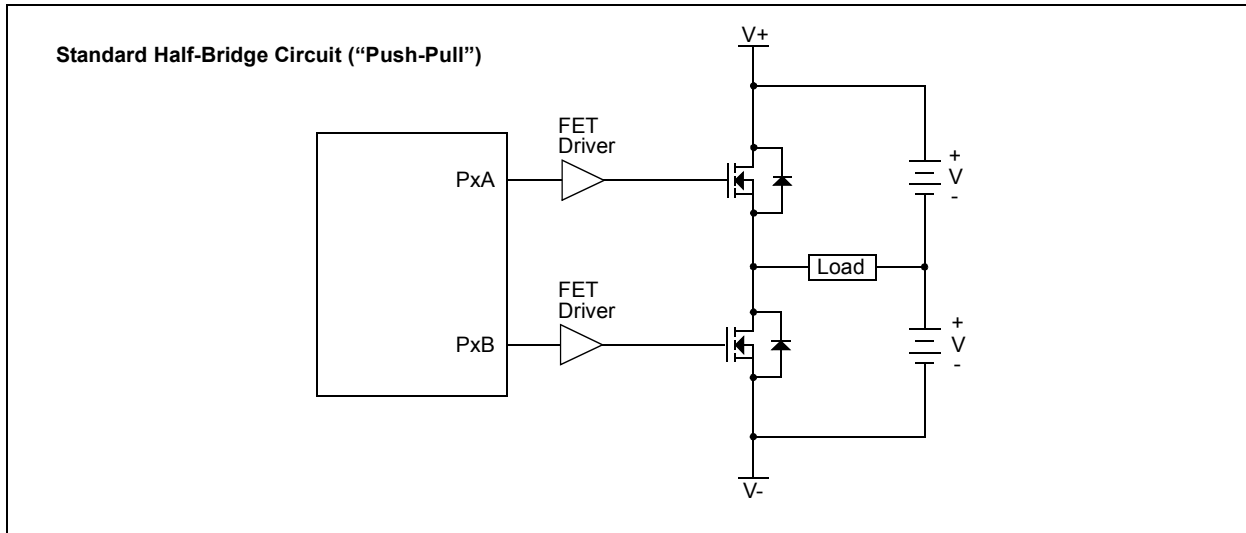 Standard Half-Bridge Circuit (“Push-Pull”)
V+
FET
Driver
PxA
+
V
-
Load
FET
Driver
PxB
+
V
-
V-